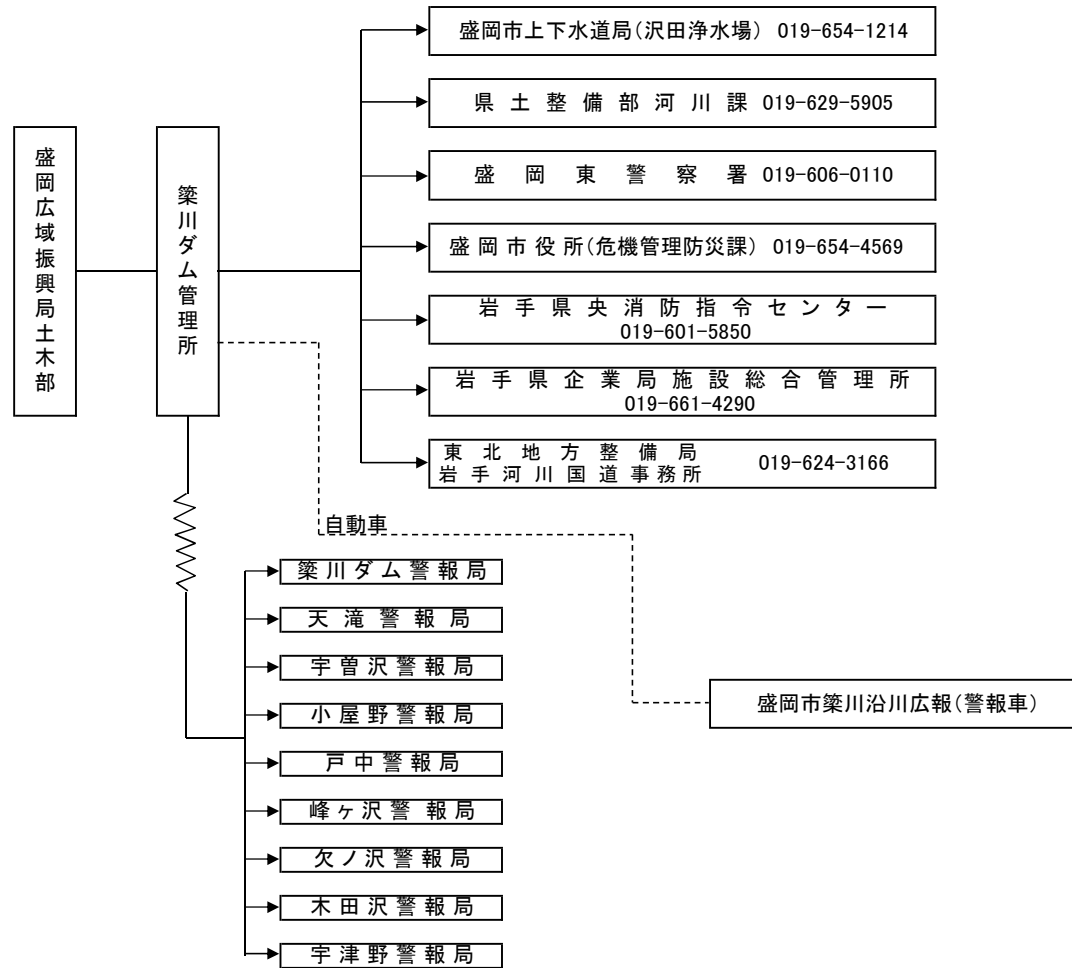 盛岡広域振興局土木部
簗川ダム管理所
盛岡市上下水道局(沢田浄水場) 019-654-1214
県土整備部河川課 019-629-5905
盛岡東警察署 019-606-0110
盛岡市役所(危機管理防災課) 019-654-4569
岩手県央消防指令センター
019-601-5850
岩手県企業局施設総合管理所
019-661-4290
東北地方整備局
岩手河川国道事務所
019-624-3166
自動車
簗川ダム警報局
天滝警報局
宇曽沢警報局
小屋野警報局
戸中警報局
峰ヶ沢警報局
欠ノ沢警報局
木田沢警報局
宇津野警報局
盛岡市簗川沿川広報(警報車)